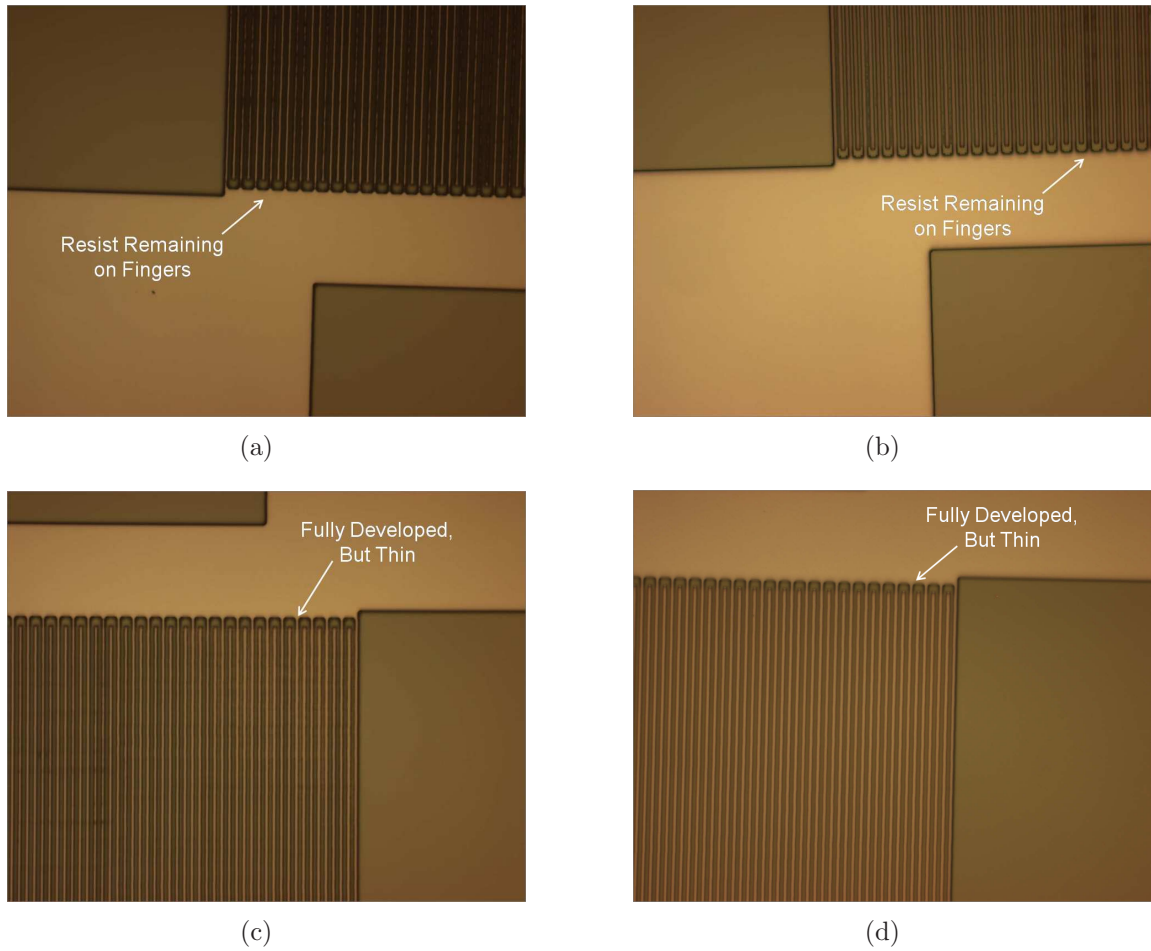 Resist Remaining
on Fingers
(a)
Resist Remaining
on Fingers
(b)
Fully Developed,
But Thin
(c)
Fully Developed,
But Thin
(d)